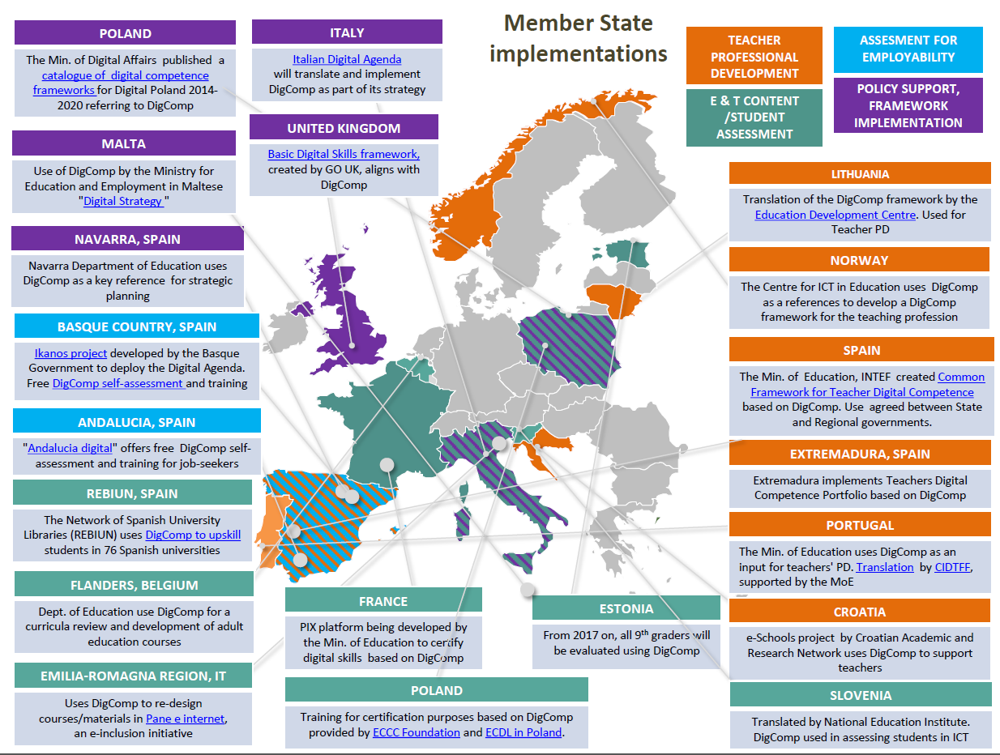 Member State
implementations
TEACHER
PROFESSIONAL
DEVELOPMENT
ASSESMENT FOR
EMPLOYABILITY
E & T CONTENT
/STUDENT
ASSESSMENT
POLICY SUPPORT,
FRAMEWORK
IMPLEMENTATION
POLAND
The Min. of Digital Affairs published a
catalogue of digital competence
frameworks for Digital Poland 2014-
2020 referring to DigComp
ITALY
Italian Digital Agenda
will translate and implement
DigComp as part of its strategy
UNITED KINGDOM
Basic Digital Skills framework,
created by GO UK, aligns with
DigComp
MALTA
Use of DigComp by the Ministry for
Education and Employment in Maltese
"Digital Strategy "
NAVARRA, SPAIN
Navarra Department of Education uses
DigComp as a key reference for strategic
planning
BASQUE COUNTRY, SPAIN
Ikanos project developed by the Basque
Government to deploy the Digital Agenda.
Free DigComp self-assessment and training
ANDALUCIA, SPAIN
"Andalucia digital" offers free DigComp self-
assessment and training for job-seekers
REBIUN, SPAIN
The Network of Spanish University
Libraries (REBIUN) uses DigComp to upskill
students in 76 Spanish universities
FLANDERS, BELGIUM
Dept. of Education use DigComp for a
curricula review and development of adult
education courses
EMILIA-ROMAGNA REGION, IT
Uses DigComp to re-design
courses/materials in Pane e internet,
an e-inclusion initiative
FRANCE
PIX platform being developed by
the Min. of Education to certify
digital skills based on DigComp
POLAND
Training for certification purposes based on DigComp
provided by ECCC Foundation and ECDL in Poland.
ESTONIA
From 2017 on, all 9th graders will
be evaluated using DigComp
LITHUANIA
Translation of the DigComp framework by the
Education Development Centre. Used for
Teacher PD
NORWAY
The Centre for ICT in Education uses DigComp
as a references to develop a DigComp
framework for the teaching profession
SPAIN
The Min. of Education, INTEF created Common
Framework for Teacher Digital Competence
based on DigComp. Use agreed between State
and Regional governments.
EXTREMADURA, SPAIN
Extremadura implements Teachers Digital
Competence Portfolio based on DigComp
PORTUGAL
The Min. of Education uses DigComp as an
input for teachers' PD. Translation by CIDTFF,
supported by the MoE
CROATIA
e-Schools project by Croatian Academic and
Research Network uses DigComp to support
teachers
SLOVENIA
Translated by National Education Institute.
DigComp used in assessing students in ICT